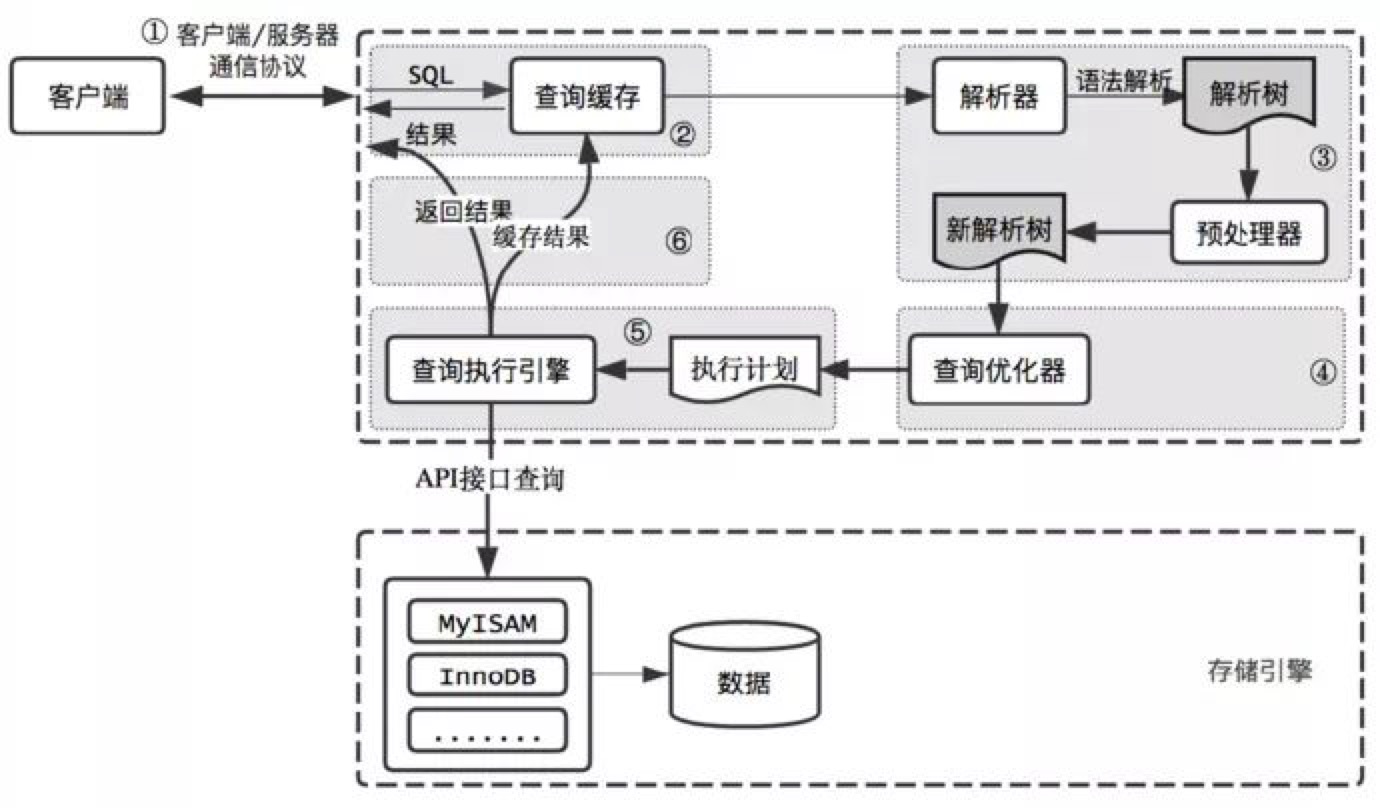 ① 客户端/服务器
通信协议
客户端
SQL
查询缓存
结果
②
解析器
语法解析
解析树
③
预处理器
新解析树
返回结果
缓存结果
⑥
查询执行引擎
⑤
执行计划
查询优化器
④
API接口查询
MyISAM
InnoDB
.......
数据
存储引擎